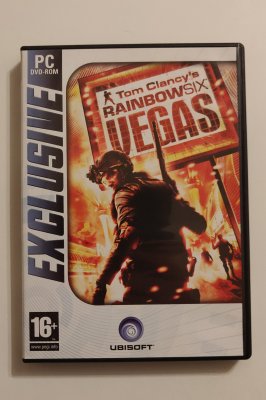 PC
DVD-ROM
EXCLUSIVE
Tom Clancy's
RAINBOWSIX
VEGAS
16+
www.pegi.info
UBISOFT